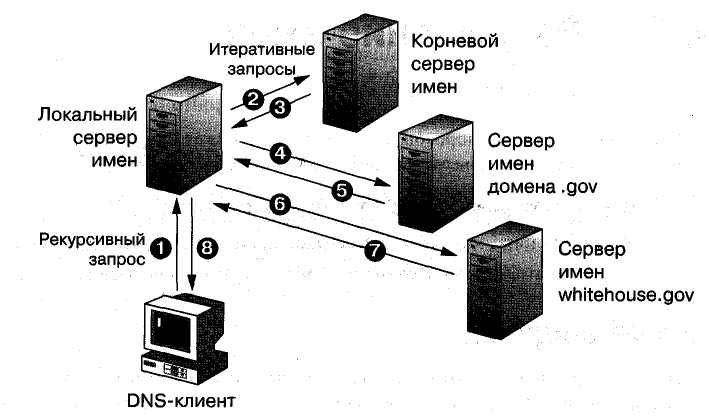 Итеративные
запросы
Корневой
сервер
имен
2
3
Локальный
сервер
имен
4
Сервер
имен
домена .gov
5
6
Рекурсивный
запрос
1
8
7
Сервер
имен
whitehouse.gov
DNS-клиент